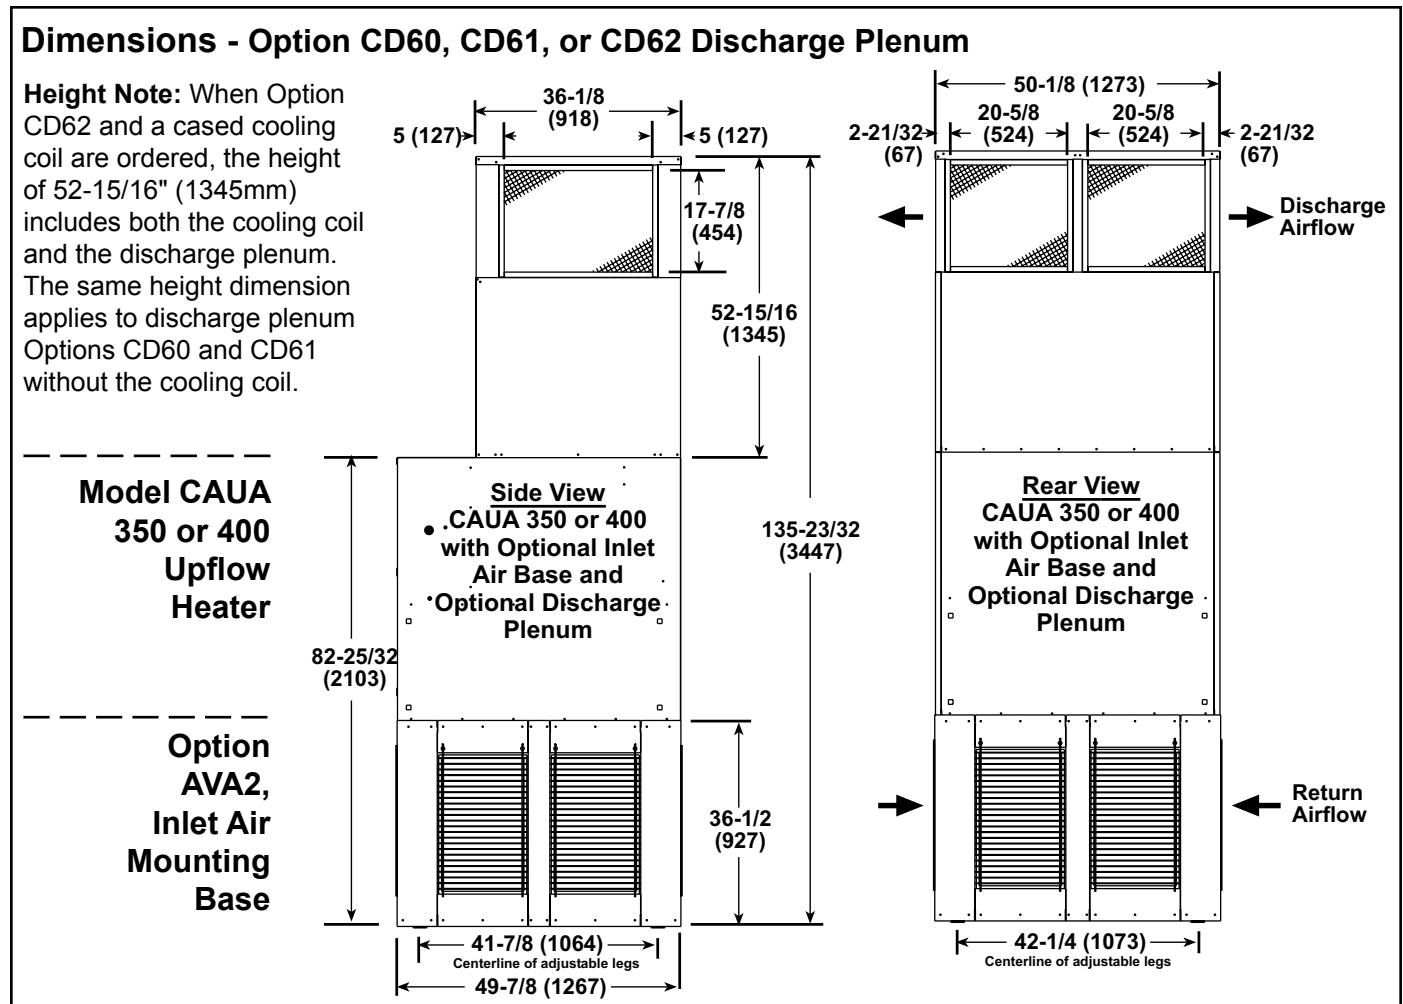 Dimensions - Option CD60, CD61, or CD62 Discharge Plenum
Height Note: When Option
CD62 and a cased cooling
coil are ordered, the height
of 52-15/16" (1345mm)
includes both the cooling coil
and the discharge plenum.
The same height dimension
applies to discharge plenum
Options CD60 and CD61
without the cooling coil.
Model CAUA
350 or 400
Upflow
Heater
Option
AVA2,
Inlet Air
Mounting
Base
36-1/8
(918)
5 (127)
5 (127)
17-7/8
(454)
52-15/16
(1345)
135-23/32
(3447)
82-25/32
(2103)
36-1/2
(927)
Side View
CAUA 350 or 400
with Optional Inlet
Air Base and
Optional Discharge
Plenum
41-7/8 (1064)
Centerline of adjustable legs
49-7/8 (1267)
50-1/8 (1273)
20-5/8
(524)
20-5/8
(524)
2-21/32
(67)
2-21/32
(67)
Discharge
Airflow
Rear View
CAUA 350 or 400
with Optional Inlet
Air Base and
Optional Discharge
Plenum
Return
Airflow
42-1/4 (1073)
Centerline of adjustable legs